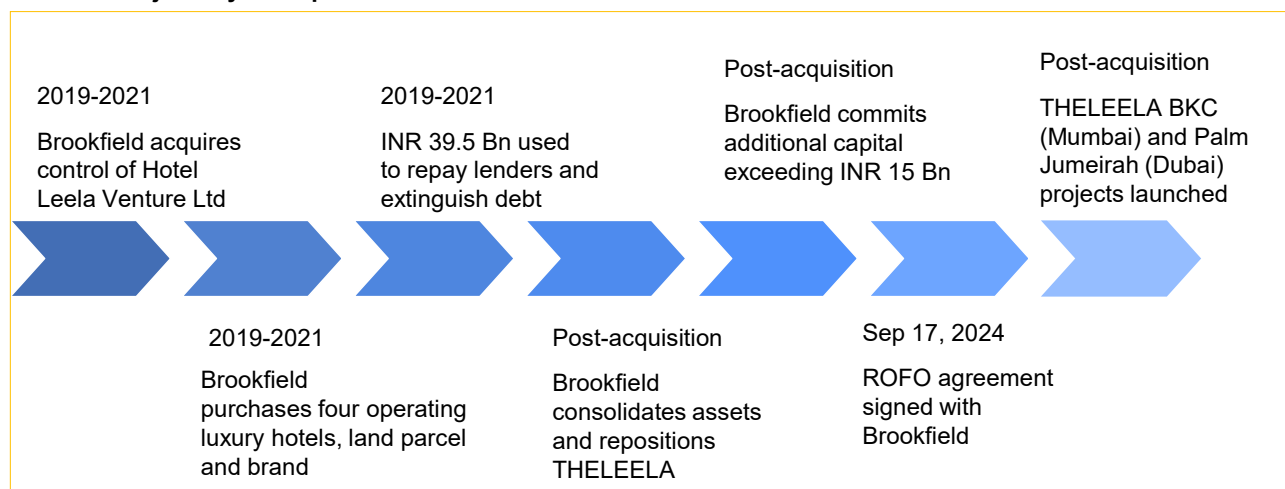 2019-2021
Brookfield acquires
control of Hotel
Leela Venture Ltd
2019-2021
Brookfield
purchases four operating
luxury hotels, land parcel
and brand
2019-2021
INR 39.5 Bn used
to repay lenders and
extinguish debt
Post-acquisition
Brookfield
consolidates assets
and repositions
THELEELA
Post-acquisition
Brookfield commits
additional capital
exceeding INR 15 Bn
Sep 17, 2024
ROFO agreement
signed with
Brookfield
Post-acquisition
THELEELA BKC
(Mumbai) and Palm
Jumeirah (Dubai)
projects launched